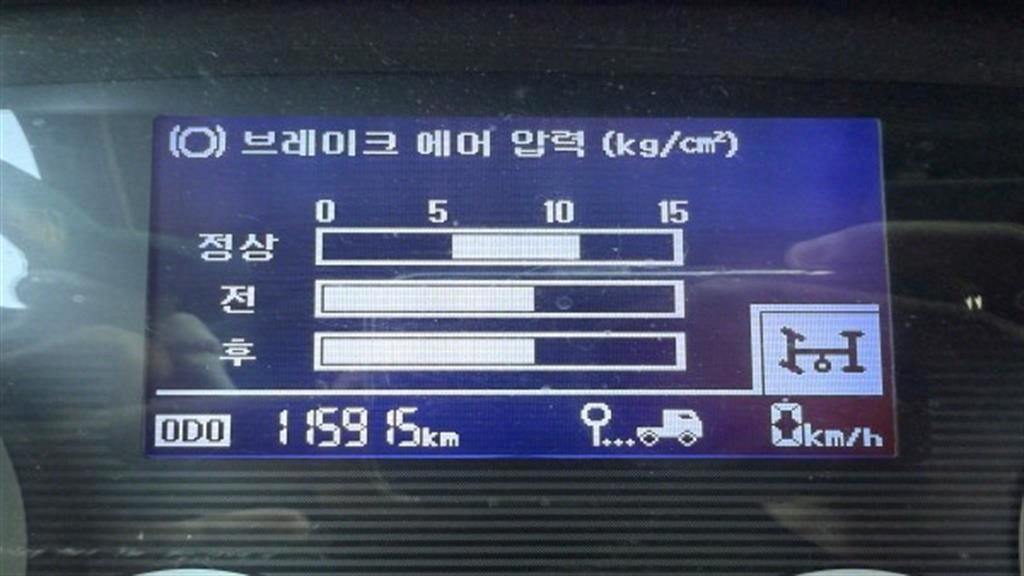 브레이크 에어 압력 (kg/cm²)
0 5 10 15
정상
전
후
ODO 115915km 0km/h